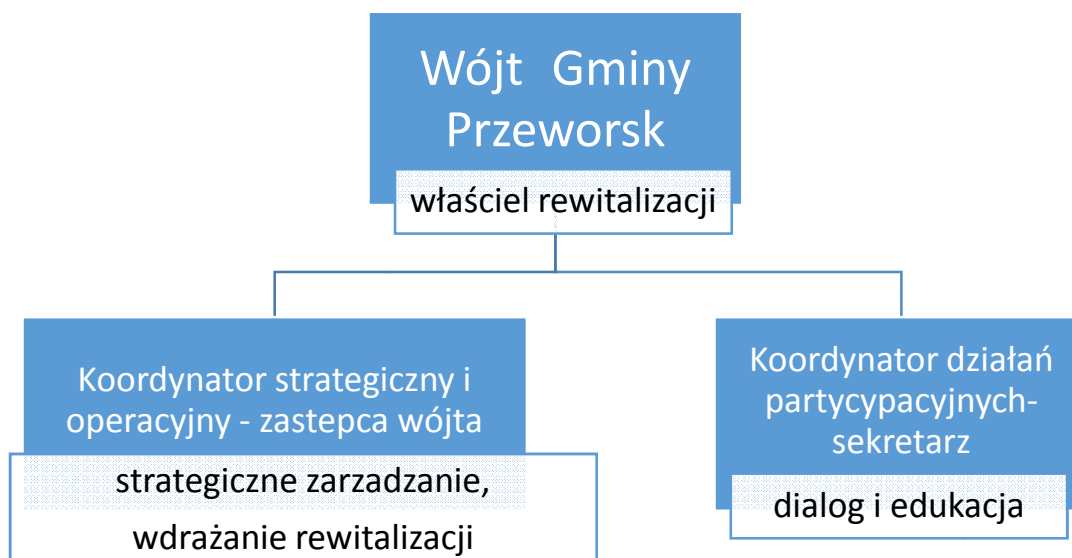 Wójt Gminy
Przeworsk
właściel rewitalizacji
Koordynator strategiczny i
operacyjny - zastepca wójta
strategiczne zarzadzanie,
wdrażanie rewitalizacji
Koordynator działań
partycypacyjnych-
sekretarz
dialog i edukacja